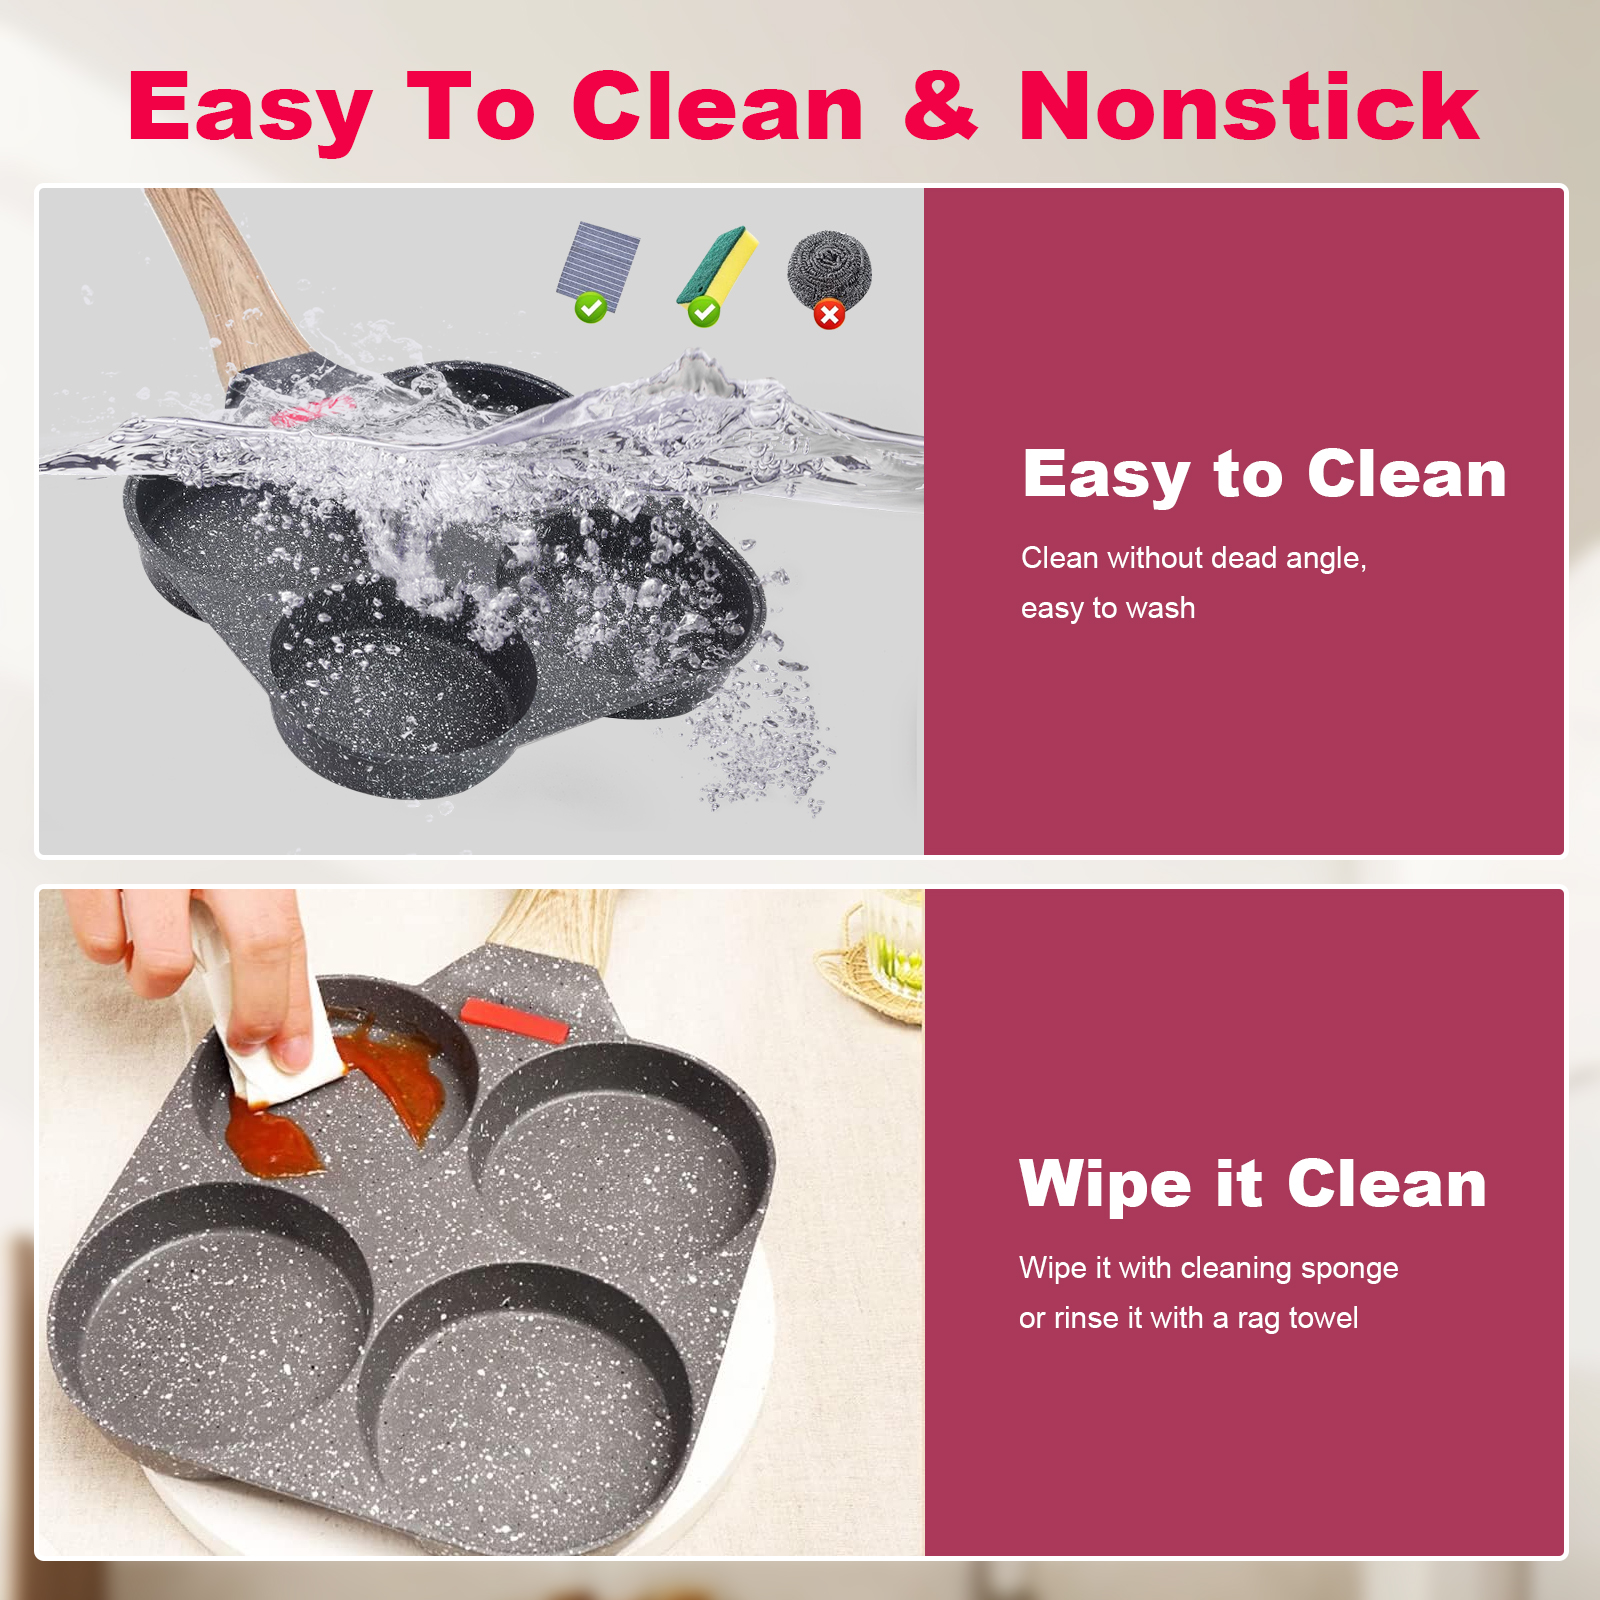 Easy To Clean & Nonstick
Easy to Clean
Clean without dead angle,
easy to wash
Wipe it Clean
Wipe it with cleaning sponge
or rinse it with a rag towel